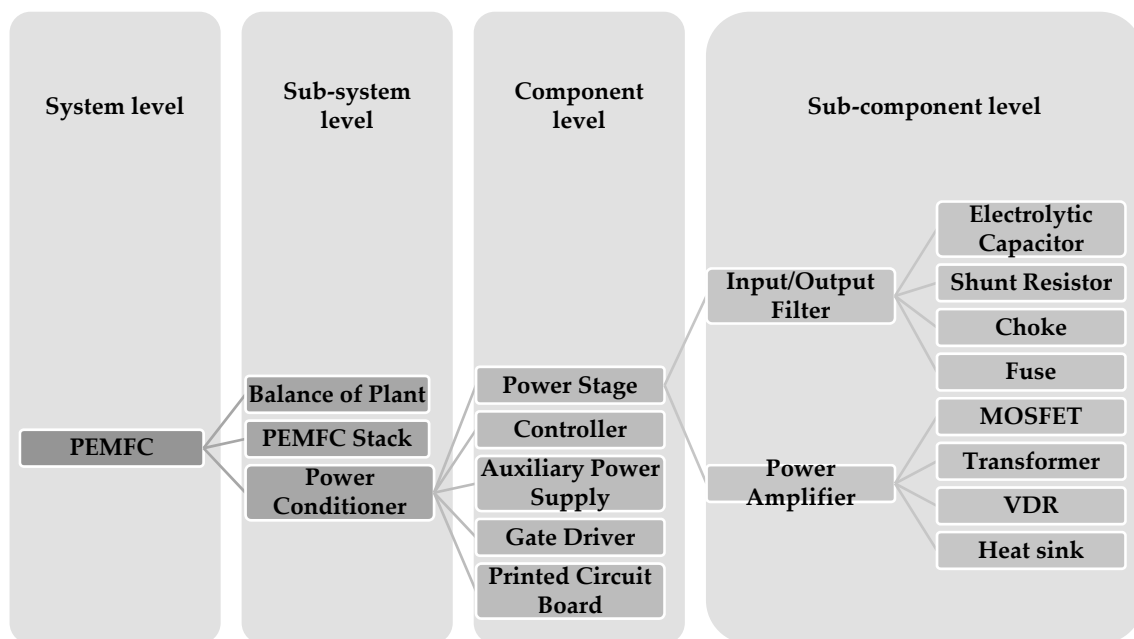 System level
Sub-system
level
Component
level
Sub-component level
PEMFC
Balance of Plant
PEMFC Stack
Power
Conditioner
Power Stage
Controller
Auxiliary Power
Supply
Gate Driver
Printed Circuit
Board
Input/Output
Filter
Power
Amplifier
Electrolytic
Capacitor
Shunt Resistor
Choke
Fuse
MOSFET
Transformer
VDR
Heat sink